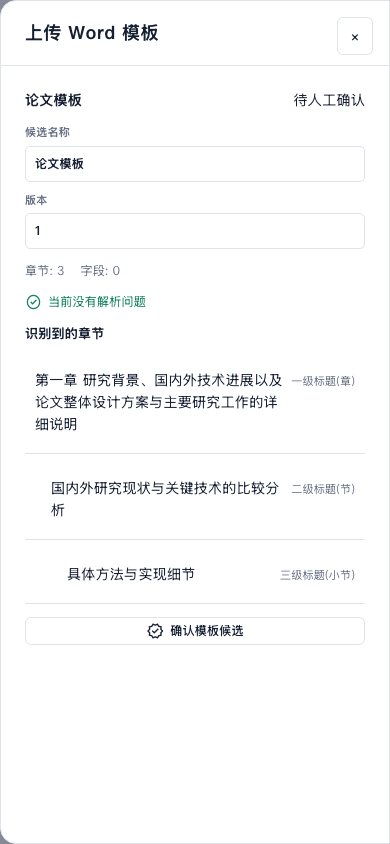 上传 Word 模板
×
论文模板 待人工确认
候选名称
论文模板
版本
1
章节: 3 字段: 0
当前没有解析问题
识别到的章节
第一章 研究背景、国内外技术进展以及 一级标题(章)
论文整体设计方案与主要研究工作的详
细说明
国内外研究现状与关键技术的比较分 二级标题(节)
析
具体方法与实现细节 三级标题(小节)
确认模板候选